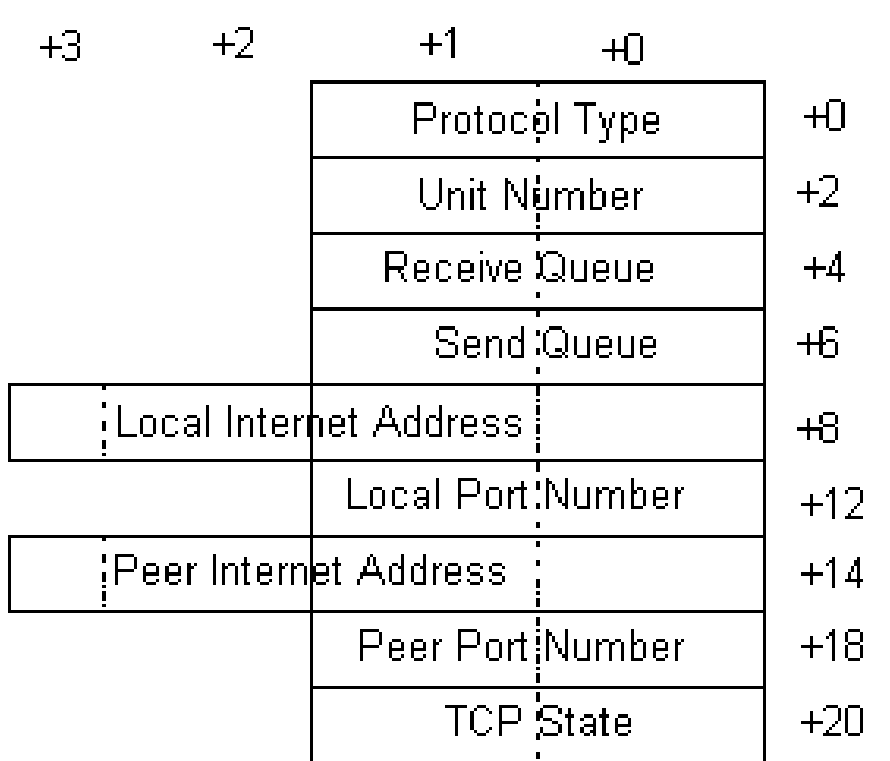 +3 +2 +1 +0
Protocol Type +0
Unit Number +2
Receive Queue +4
Send Queue +6
Local Internet Address +8
Local Port Number +12
Peer Internet Address +14
Peer Port Number +18
TCP State +20